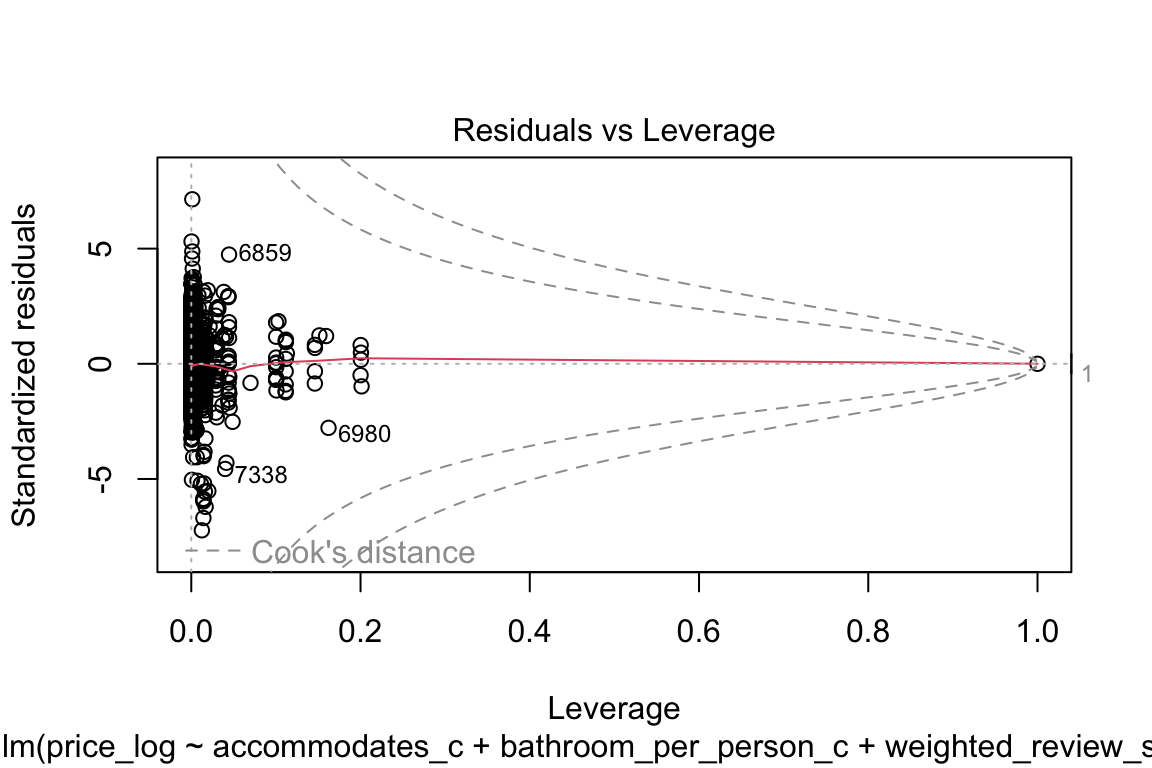 Residuals vs Leverage
Standardized residuals
5
0
-5
6859
6980
7338
1
Cook's distance
0.0 0.2 0.4 0.6 0.8 1.0
Leverage
lm(price_log ~ accommodates_c + bathroom_per_person_c + weighted_review_s